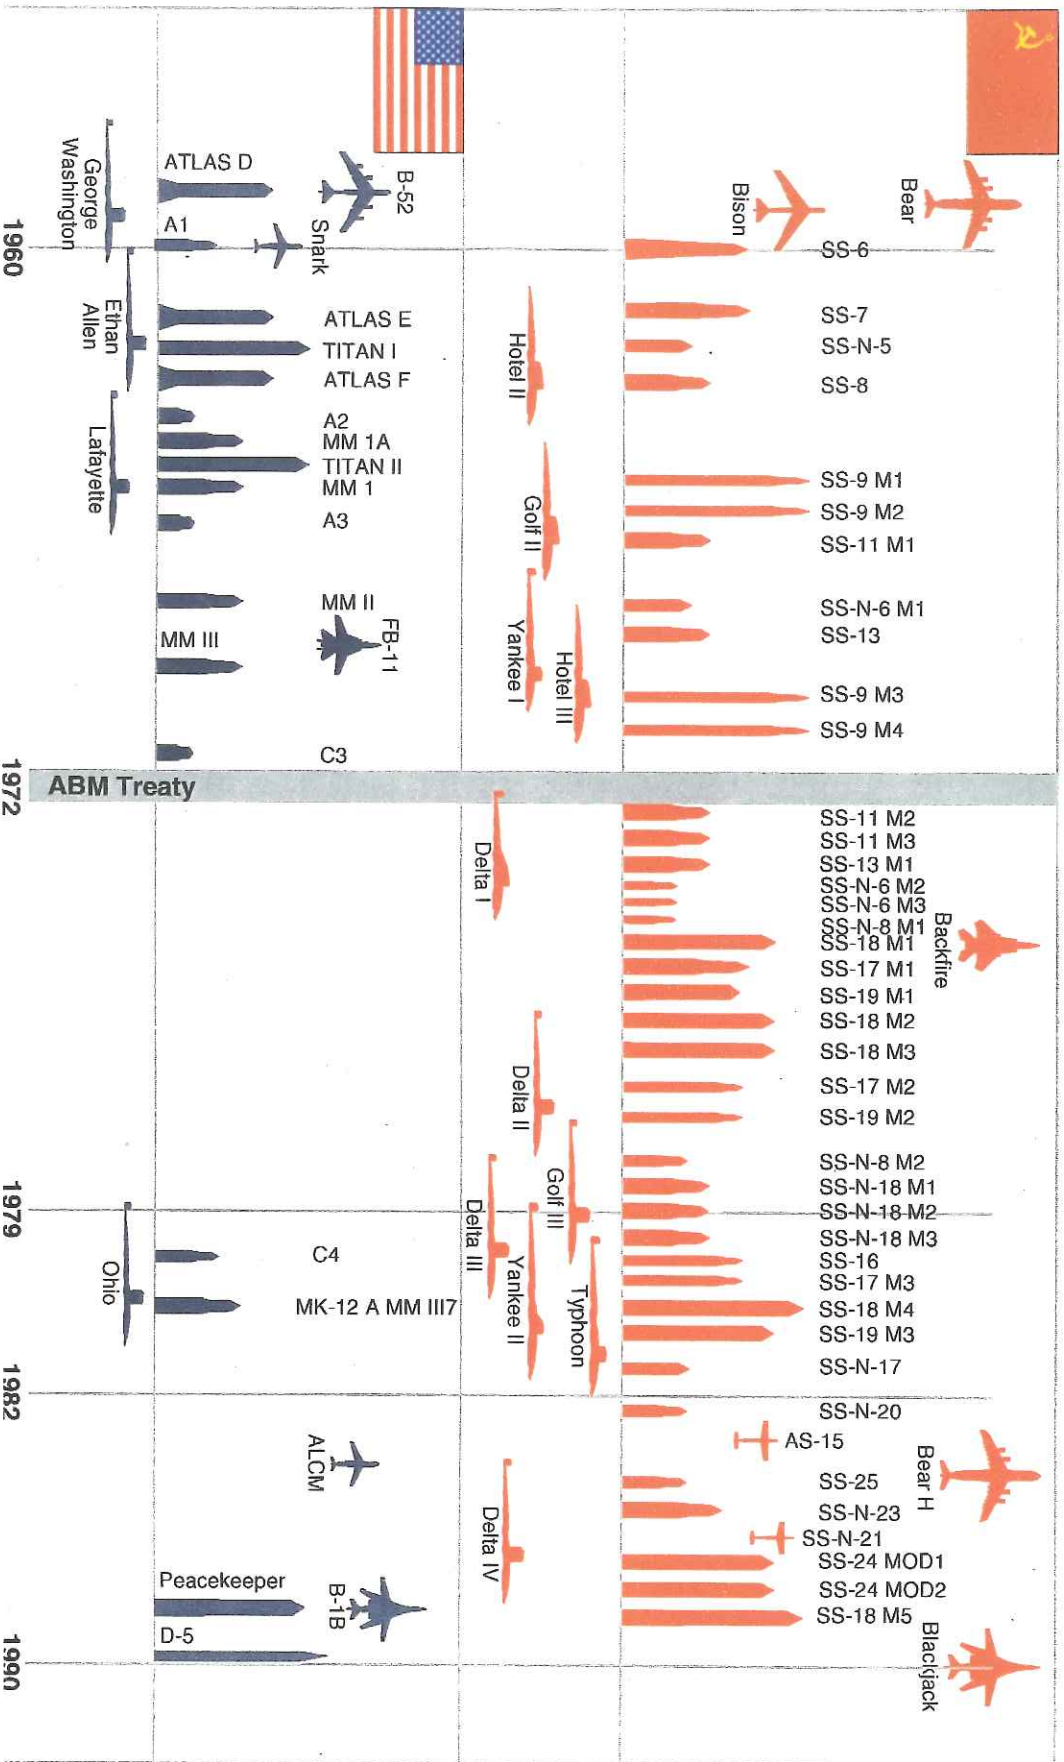 Bear
Bison
SS-6
SS-7
SS-N-5
SS-8
SS-9 M1
SS-9 M2
SS-11 M1
SS-N-6 M1
SS-13
SS-9 M3
SS-9 M4
SS-11 M2
SS-11 M3
SS-13 M1
SS-N-6 M2
SS-N-6 M3
SS-N-8 M1
SS-18 M1
Backfire
SS-17 M1
SS-19 M1
SS-18 M2
SS-18 M3
SS-17 M2
SS-19 M2
SS-N-8 M2
SS-N-18 M1
SS-N-18 M2
SS-N-18 M3
SS-16
SS-17 M3
SS-18 M4
SS-19 M3
SS-N-17
SS-N-20
AS-15
Bear H
SS-25
SS-N-23
SS-N-21
SS-24 MOD1
SS-24 MOD2
SS-18 M5
Blackjack
Hotel II
Golf II
Yankee I
Hotel III
Delta I
Delta II
Golf III
Delta III
Yankee II
Typhoon
Delta IV
B-52
Snark
ATLAS D
A1
ATLAS E
TITAN I
ATLAS F
A2
MM 1A
TITAN II
MM 1
A3
MM II
FB-11
MM III
C3
C4
MK-12 A MM III7
ALCM
Peacekeeper
B-1B
D-5
George
Washington
Ethan
Allen
Lafayette
ABM Treaty
Ohio
1960
1972
1979
1982
1990